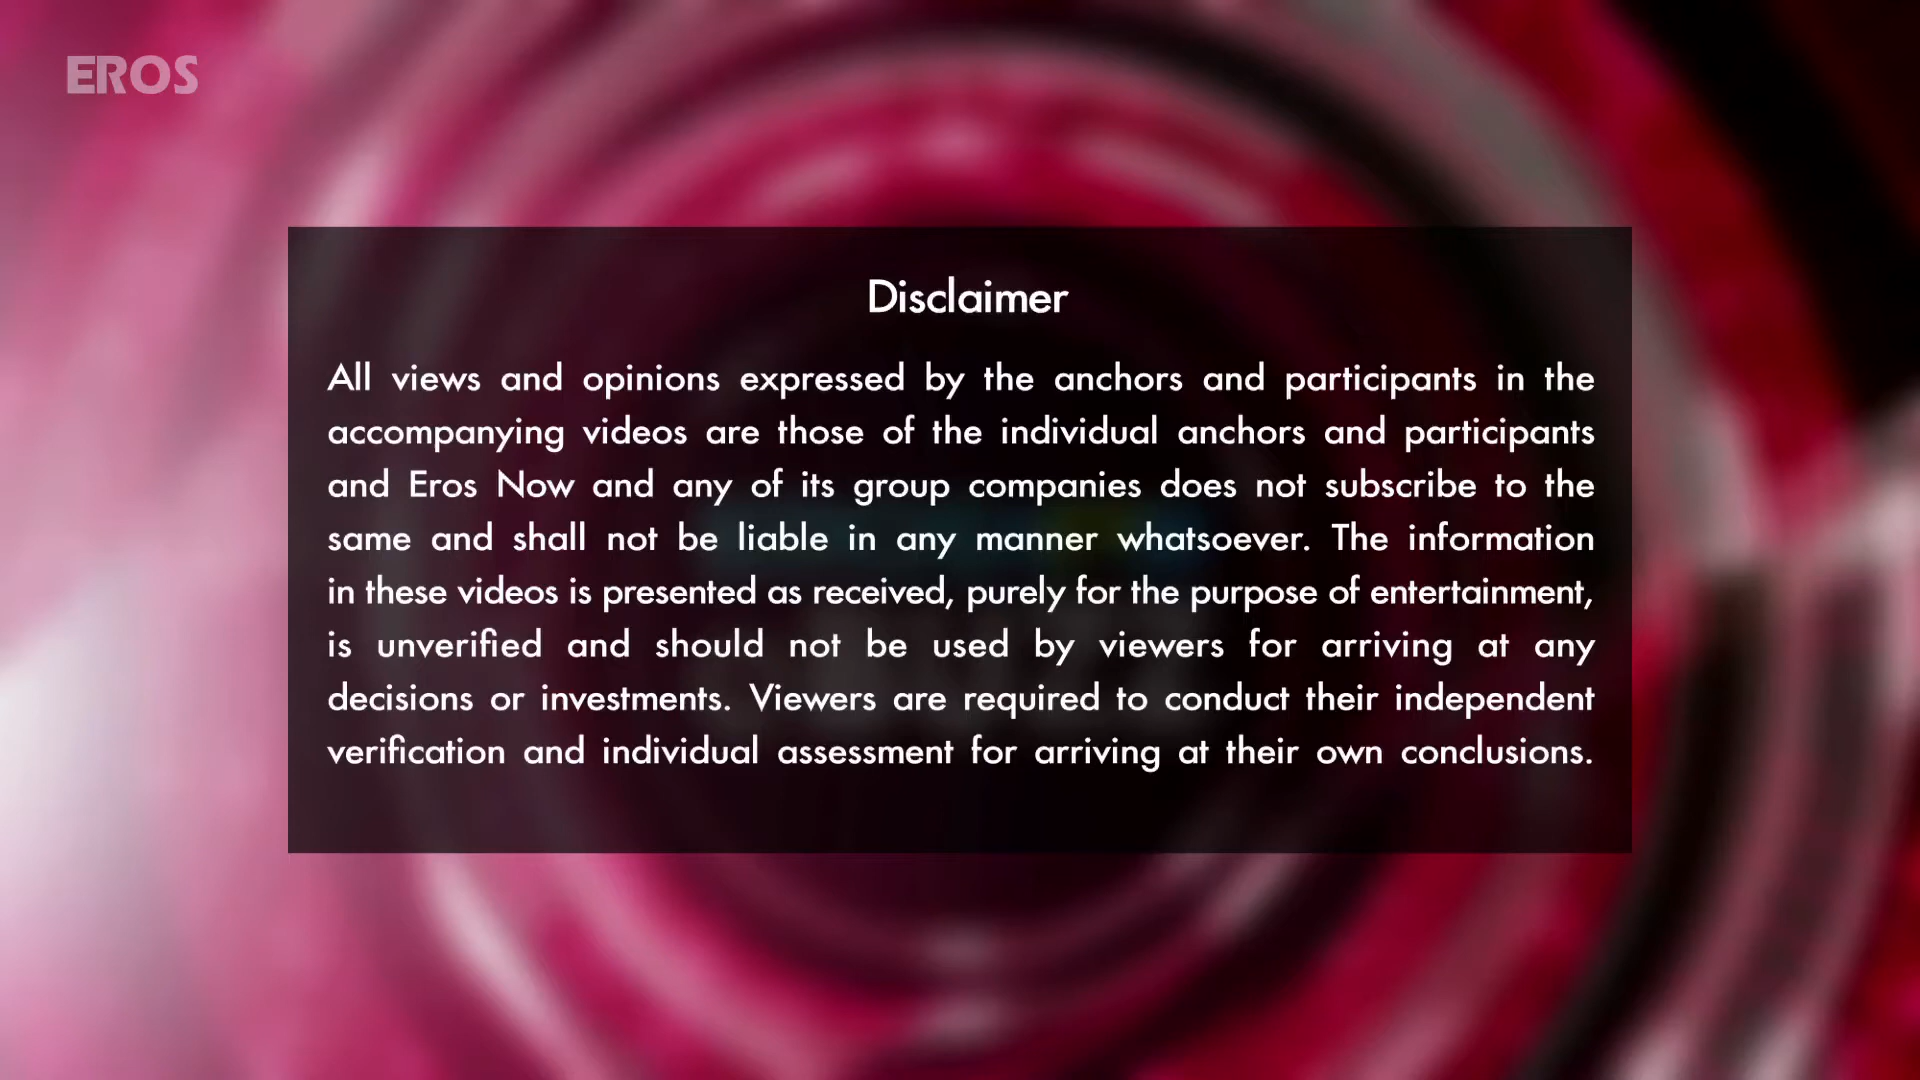 EROS
Disclaimer
All views and opinions expressed by the anchors and participants in the
accompanying videos are those of the individual anchors and participants
and Eros Now and any of its group companies does not subscribe to the
same and shall not be liable in any manner whatsoever. The information
in these videos is presented as received, purely for the purpose of entertainment,
is unverified and should not be used by viewers for arriving at any
decisions or investments. Viewers are required to conduct their independent
verification and individual assessment for arriving at their own conclusions.